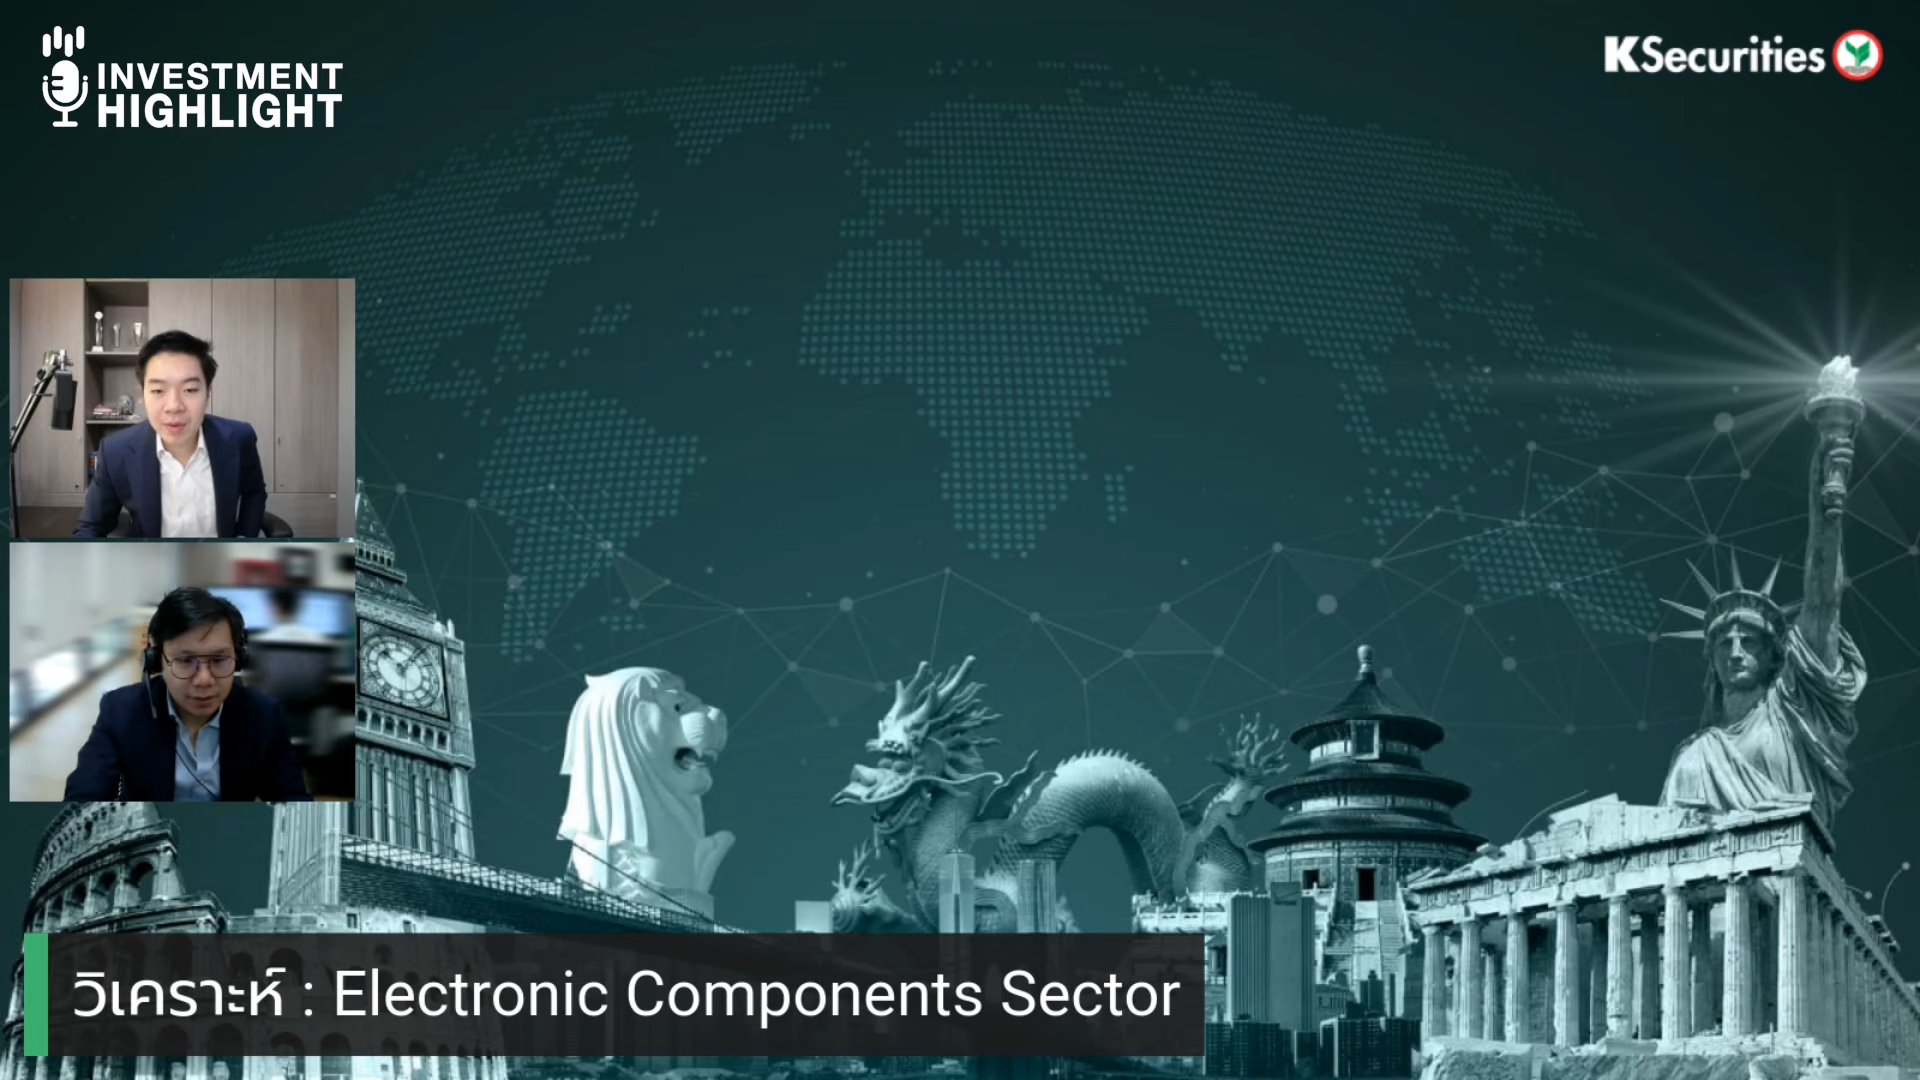 INVESTMENT
HIGHLIGHT
KSecurities
วิเคราะห์ : Electronic Components Sector